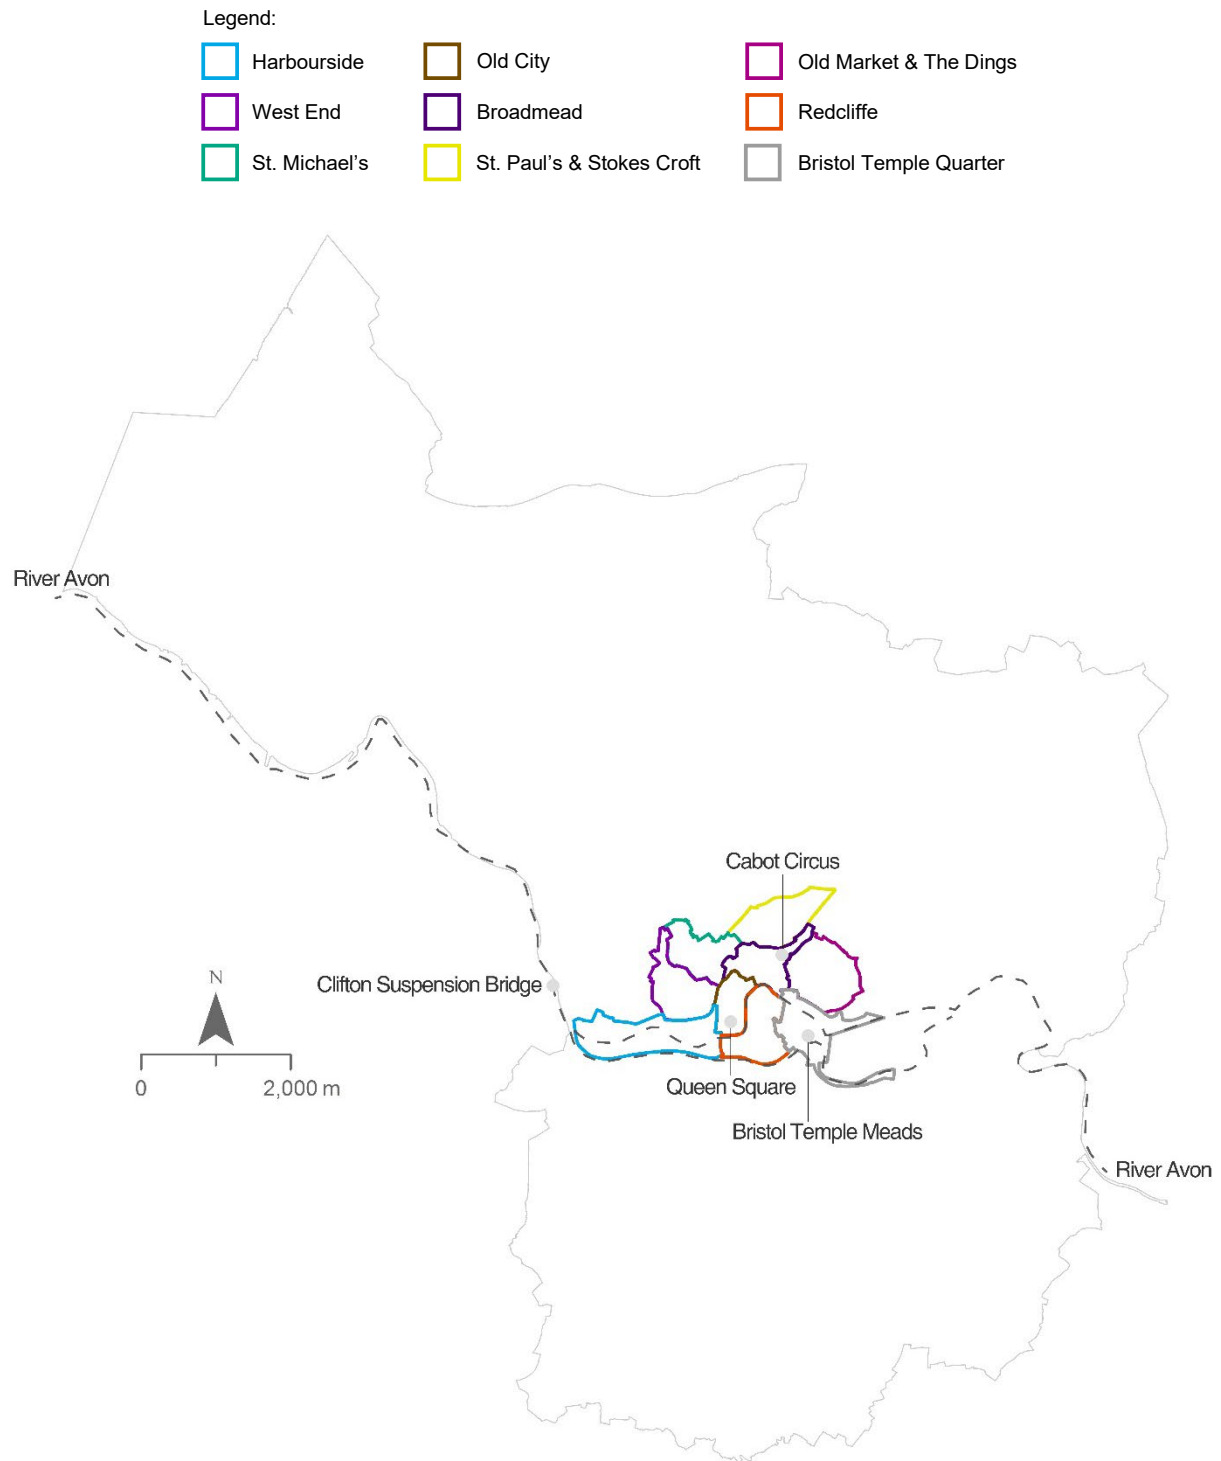 Legend:
Harbourside
Old City
Old Market & The Dings
West End
Broadmead
Redcliffe
St. Michael’s
St. Paul’s & Stokes Croft
Bristol Temple Quarter
River Avon
Cabot Circus
Clifton Suspension Bridge
N
0
2,000 m
Queen Square
Bristol Temple Meads
River Avon